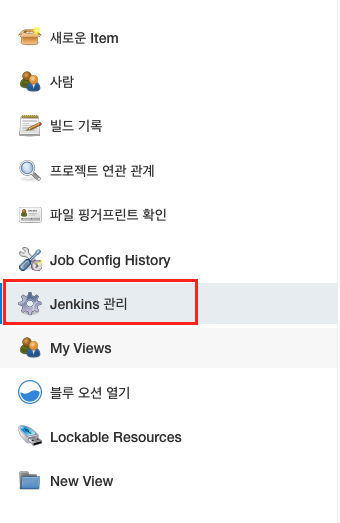 새로운 Item
사람
빌드 기록
프로젝트 연관 관계
파일 핑거프린트 확인
Job Config History
Jenkins 관리
My Views
블루 오션 열기
Lockable Resources
New View